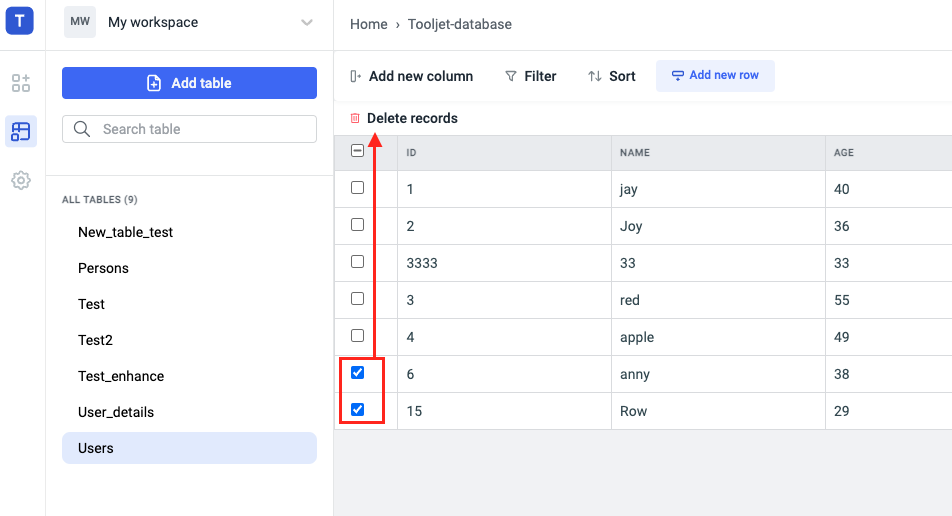 T
MW My workspace
Home › Tooljet-database
Add table
Search table
ALL TABLES (9)
New_table_test
Persons
Test
Test2
Test_enhance
User_details
Users
Add new column Filter Sort Add new row
Delete records
ID NAME AGE
1 jay 40
2 Joy 36
3333 33 33
3 red 55
4 apple 49
6 anny 38
15 Row 29